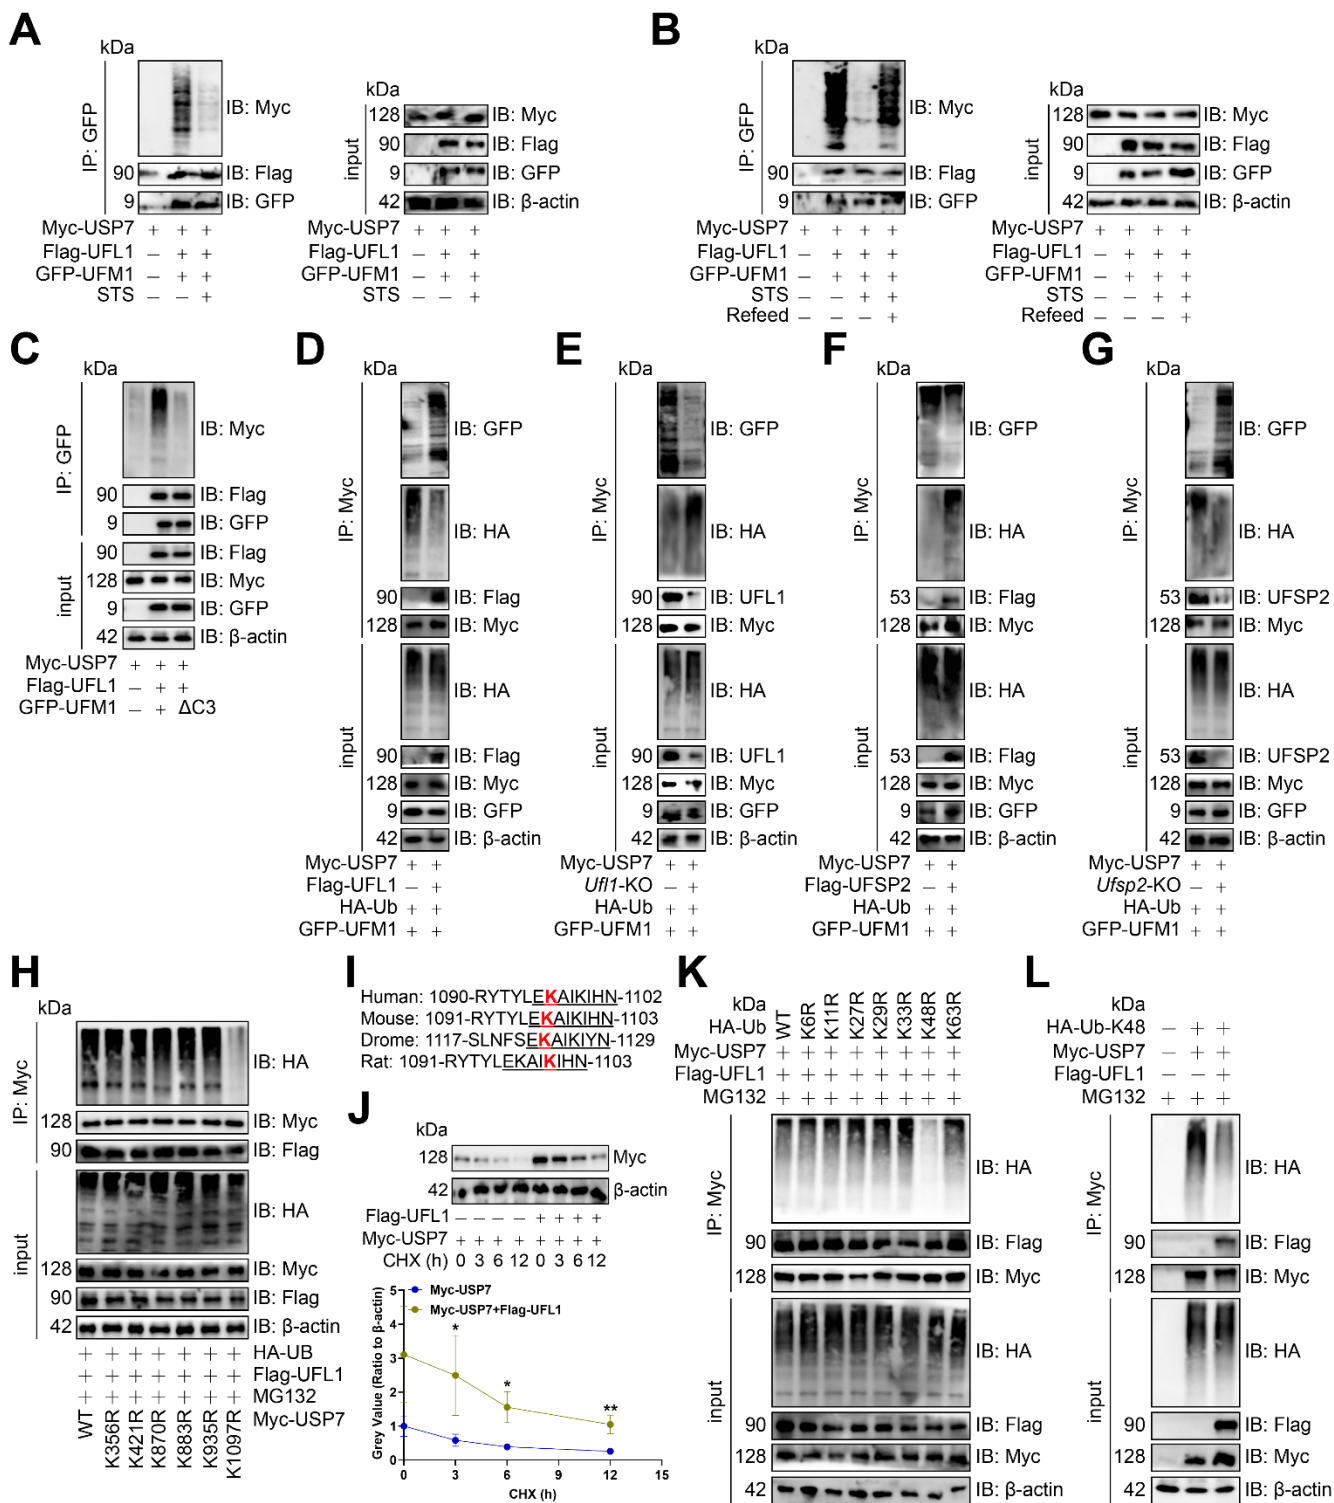 A
kDa
IP: GFP
IB: Myc
90 IB: Flag
9 IB: GFP
Myc-USP7 + + +
Flag-UFL1 – + +
GFP-UFM1 – + +
STS – – +
kDa
input
128 IB: Myc
90 IB: Flag
9 IB: GFP
42 IB: β-actin
Myc-USP7 + + +
Flag-UFL1 – + +
GFP-UFM1 – + +
STS – – +
B
kDa
IP: GFP
IB: Myc
90 IB: Flag
9 IB: GFP
Myc-USP7 + + + +
Flag-UFL1 – + + +
GFP-UFM1 – + + +
STS – – + +
Refeed – – – +
kDa
input
128 IB: Myc
90 IB: Flag
9 IB: GFP
42 IB: β-actin
Myc-USP7 + + + +
Flag-UFL1 – + + +
GFP-UFM1 – + + +
STS – – + +
Refeed – – – +
C
kDa
IP: GFP
IB: Myc
90 IB: Flag
9 IB: GFP
input
90 IB: Flag
128 IB: Myc
9 IB: GFP
42 IB: β-actin
Myc-USP7 + + +
Flag-UFL1 – + +
GFP-UFM1 – + ΔC3
D
kDa
IP: Myc
IB: GFP
IB: HA
90 IB: Flag
128 IB: Myc
input
IB: HA
90 IB: Flag
128 IB: Myc
9 IB: GFP
42 IB: β-actin
Myc-USP7 + +
Flag-UFL1 – +
HA-Ub + +
GFP-UFM1 + +
E
kDa
IP: Myc
IB: GFP
IB: HA
90 IB: UFL1
128 IB: Myc
input
IB: HA
90 IB: UFL1
128 IB: Myc
9 IB: GFP
42 IB: β-actin
Myc-USP7 + +
Ufl1-KO – +
HA-Ub + +
GFP-UFM1 + +
F
kDa
IP: Myc
IB: GFP
IB: HA
53 IB: Flag
128 IB: Myc
input
IB: HA
53 IB: Flag
128 IB: Myc
9 IB: GFP
42 IB: β-actin
Myc-USP7 + +
Flag-UFSP2 – +
HA-Ub + +
GFP-UFM1 + +
G
kDa
IP: Myc
IB: GFP
IB: HA
53 IB: UFSP2
128 IB: Myc
input
IB: HA
53 IB: UFSP2
128 IB: Myc
9 IB: GFP
42 IB: β-actin
Myc-USP7 + +
Ufsp2-KO – +
HA-Ub + +
GFP-UFM1 + +
H
kDa
IP: Myc
IB: HA
128 IB: Myc
90 IB: Flag
input
IB: HA
128 IB: Myc
90 IB: Flag
42 IB: β-actin
+ + + + + + + HA-UB
+ + + + + + + Flag-UFL1
+ + + + + + + MG132
WT K356R K421R K870R K883R K935R K1097R Myc-USP7
I
Human: 1090-RYTYLEKAIKIHN-1102
Mouse: 1091-RYTYLEKAIKIHN-1103
Drome: 1117-SLNFSEKAIKIYN-1129
Rat: 1091-RYTYLEKAIKIHN-1103
J
kDa
128 Myc
42 β-actin
Flag-UFL1 – – – – + + + +
Myc-USP7 + + + + + + + +
CHX (h) 0 3 6 12 0 3 6 12
Grey Value (Ratio to β-actin)
5
4
3
2
1
0
Myc-USP7
Myc-USP7+Flag-UFL1
* * **
0 3 6 9 12 15
CHX (h)
K
kDa
HA-Ub WT K6R K11R K27R K29R K33R K48R K63R
Myc-USP7 + + + + + + + +
Flag-UFL1 + + + + + + + +
MG132 + + + + + + + +
IP: Myc
IB: HA
90 IB: Flag
128 IB: Myc
input
IB: HA
90 IB: Flag
128 IB: Myc
42 IB: β-actin
L
kDa
HA-Ub-K48 – + +
Myc-USP7 – + +
Flag-UFL1 – – +
MG132 + + +
IP: Myc
IB: HA
90 IB: Flag
128 IB: Myc
input
IB: HA
90 IB: Flag
128 IB: Myc
42 IB: β-actin